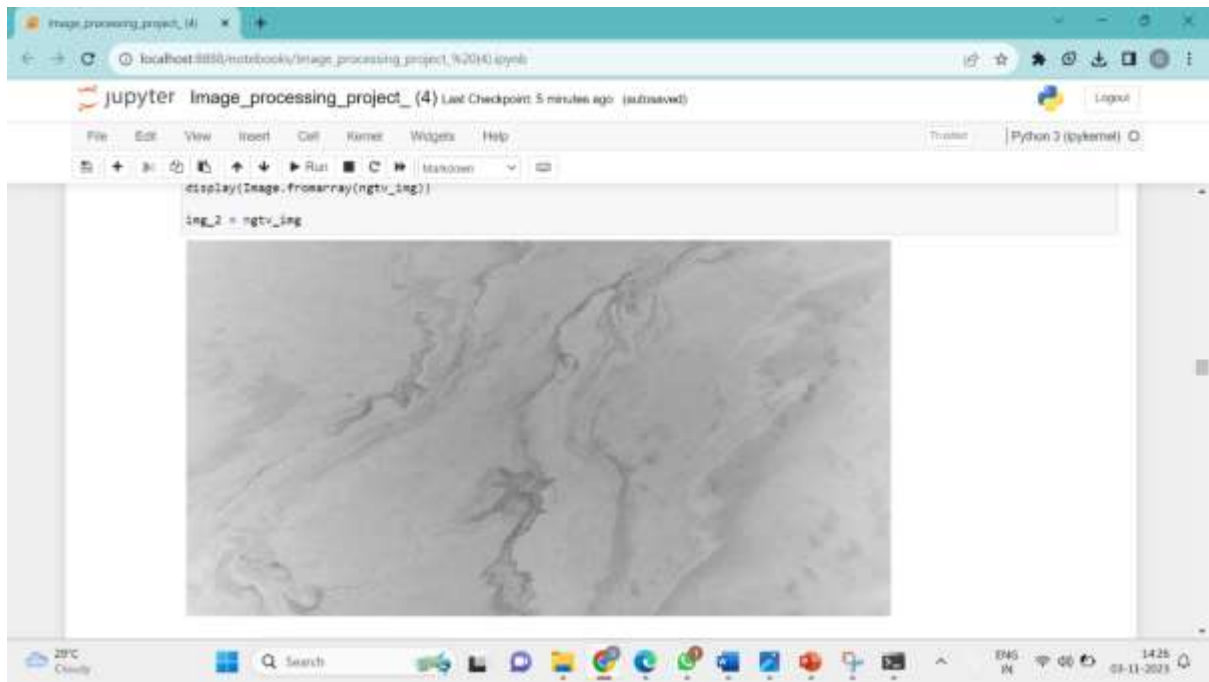 image_processing_project_ (4)
localhost:8888/notebooks/Image_processing_project_%20(4).ipynb
jupyter Image_processing_project_ (4) Last Checkpoint: 5 minutes ago (autosaved)
Logout
File Edit View Insert Cell Kernel Widgets Help
Trusted
Python 3 (ipykernel)
Run
Markdown
display(Image.fromarray(ngtv_img))
img_2 = ngtv_img
29°C
Cloudy
Search
ENG
IN
14:26
03-11-2023